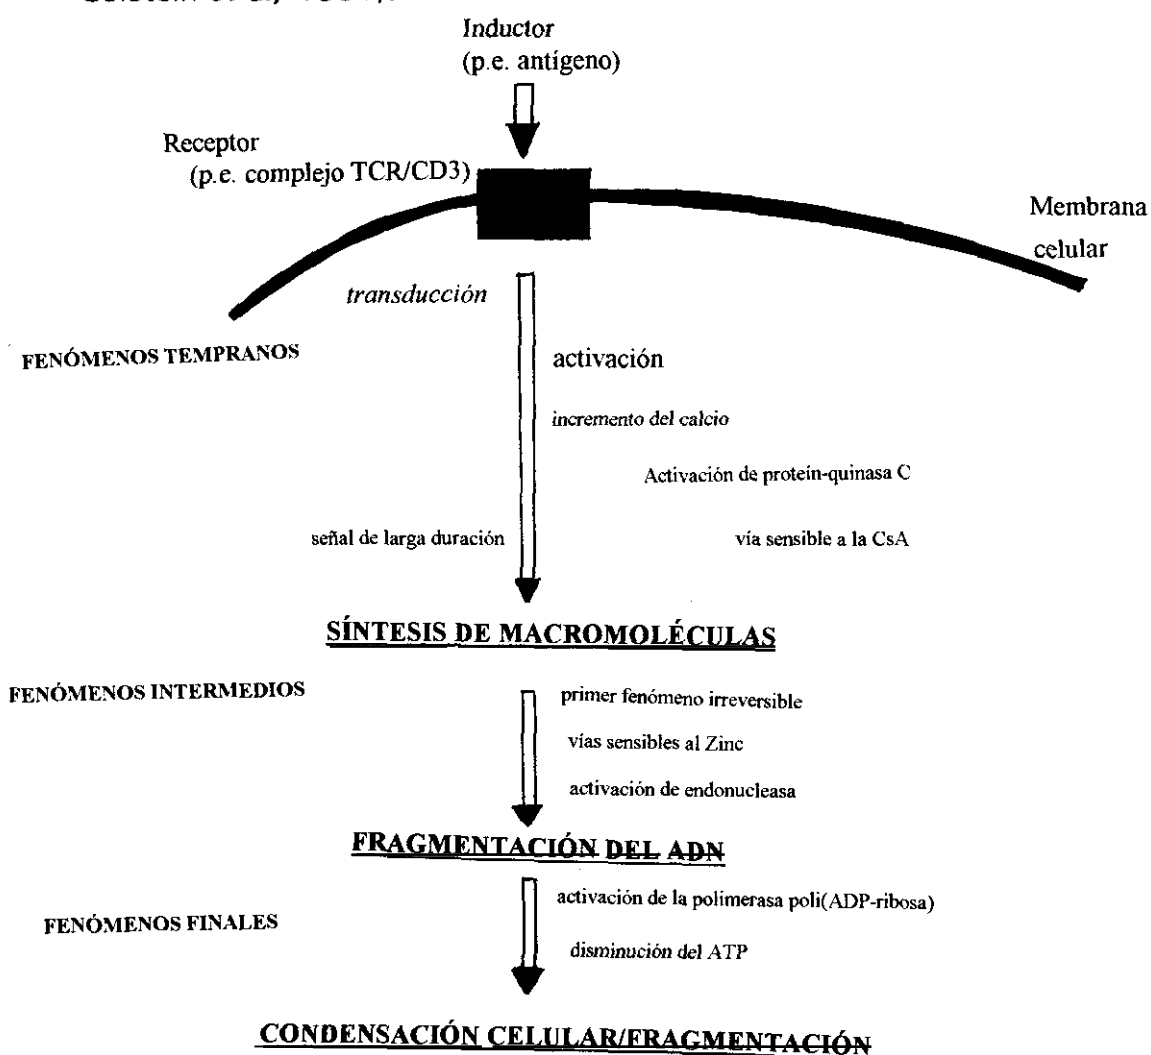 Inductor
(p.e. antígeno)
Receptor
(p.e. complejo TCR/CD3)
Membrana
celular
transducción
FENÓMENOS TEMPRANOS
activación
incremento del calcio
Activación de proteín-quinasa C
señal de larga duración
vía sensible a la CsA
SÍNTESIS DE MACROMOLÉCULAS
FENÓMENOS INTERMEDIOS
primer fenómeno irreversible
vías sensibles al Zinc
activación de endonucleasa
FRAGMENTACIÓN DEL ADN
activación de la polimerasa poli(ADP-ribosa)
FENÓMENOS FINALES
disminución del ATP
CONDENSACIÓN CELULAR/FRAGMENTACIÓN